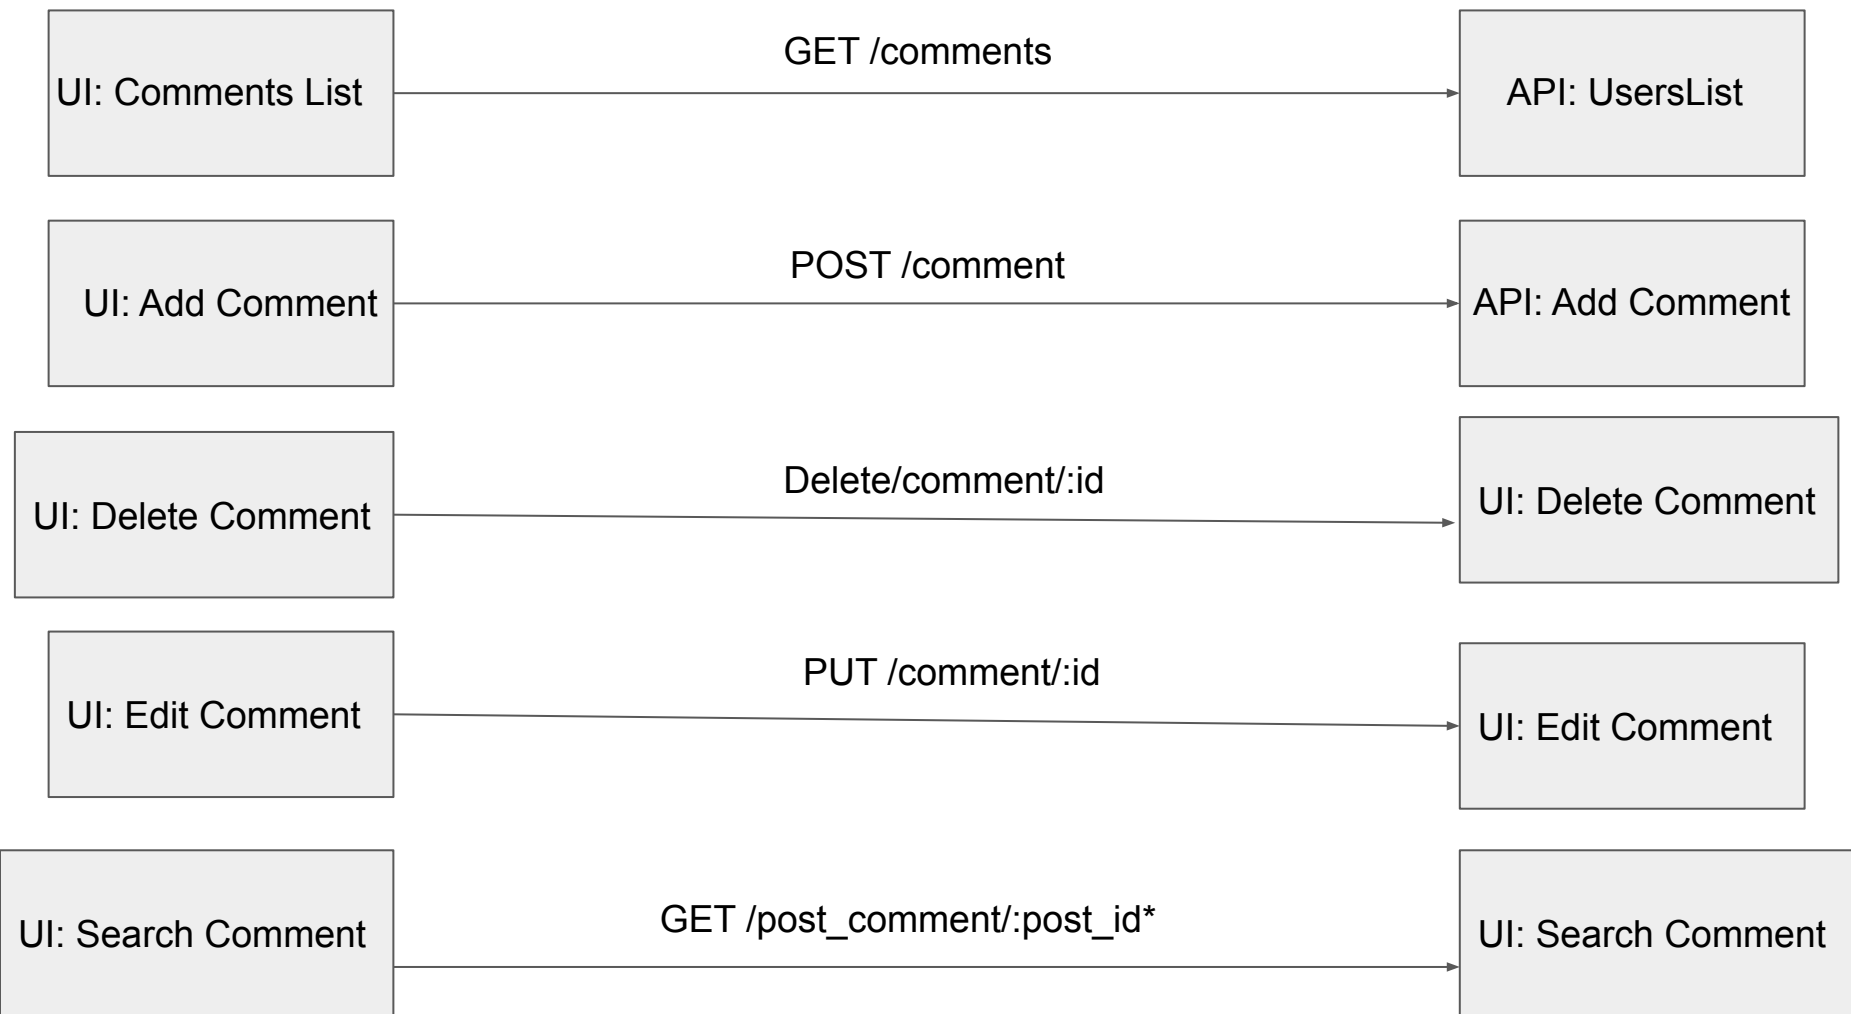 GET /comments
UI: Comments List
API: UsersList
POST /comment
UI: Add Comment
API: Add Comment
Delete/comment/:id
UI: Delete Comment
UI: Delete Comment
PUT /comment/:id
UI: Edit Comment
UI: Edit Comment
GET /post_comment/:post_id*
UI: Search Comment
UI: Search Comment